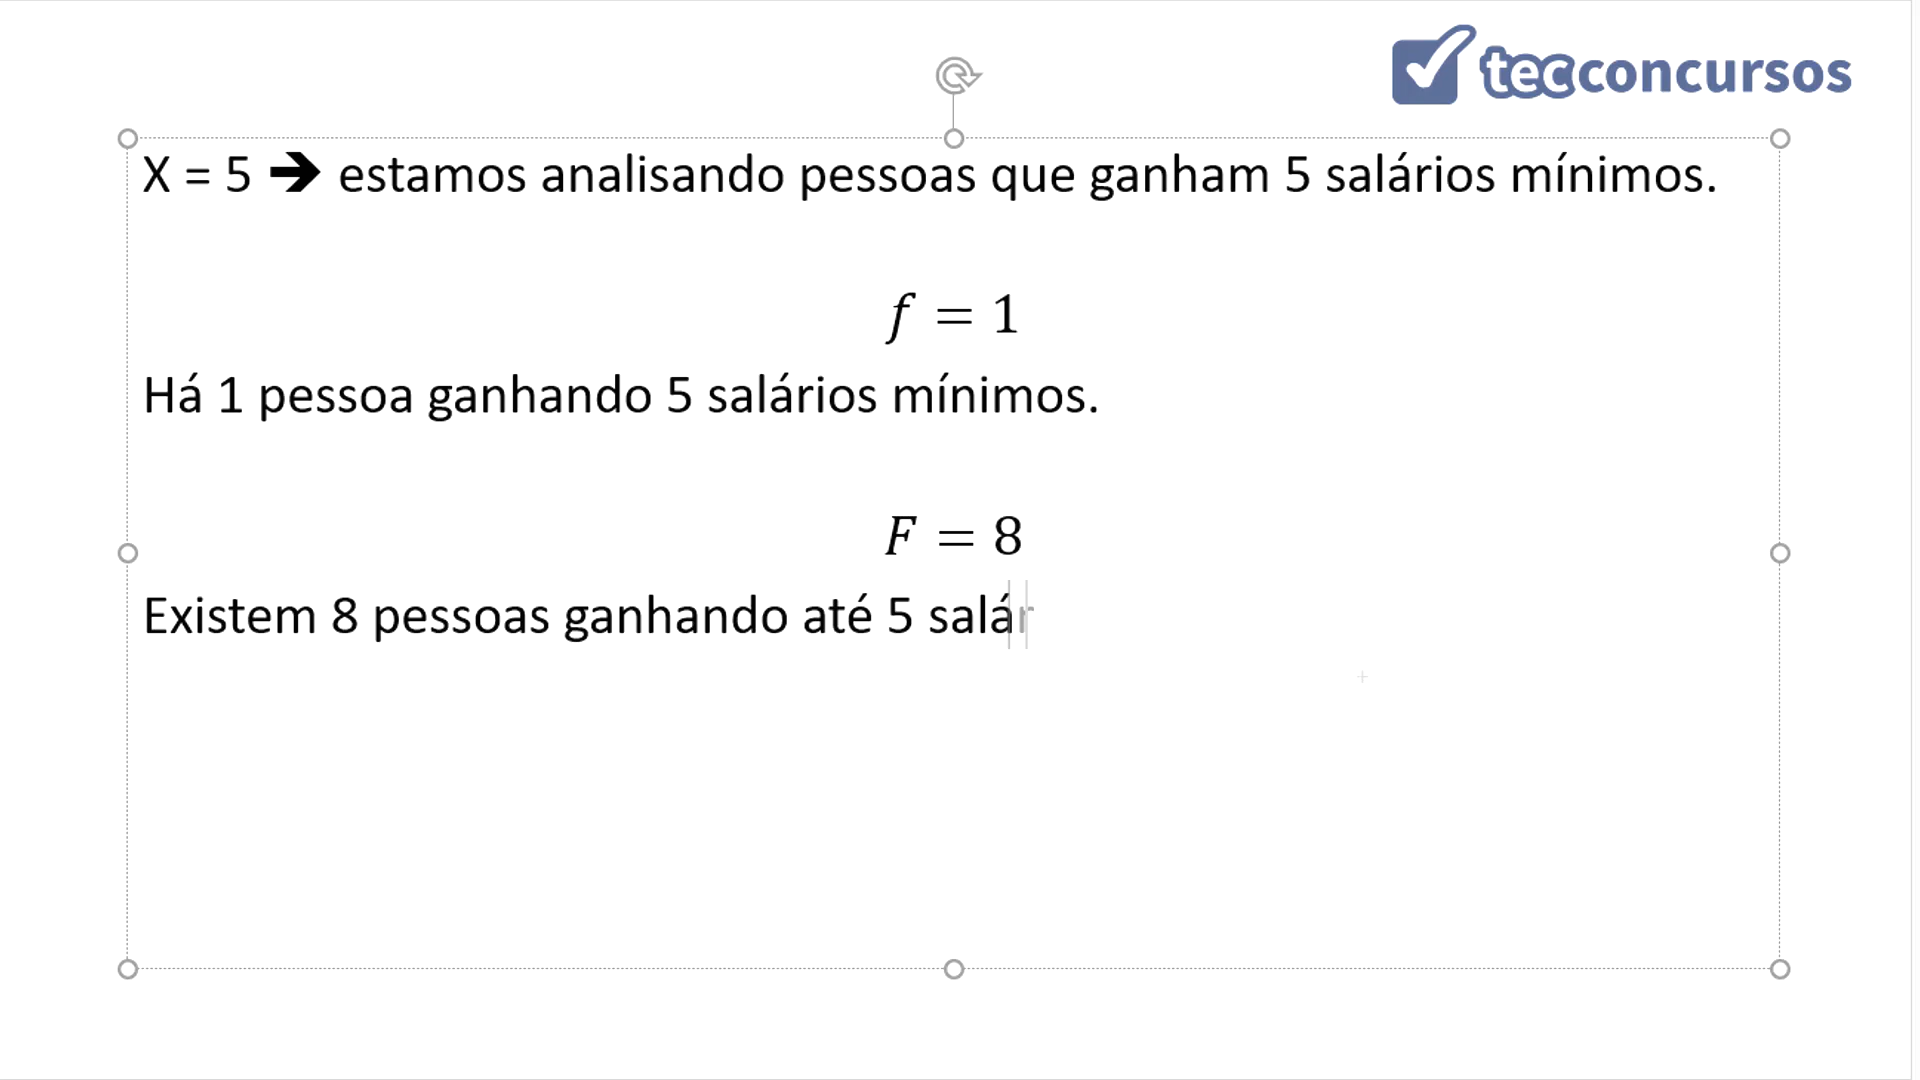 tecconcursos
X = 5 ➔ estamos analisando pessoas que ganham 5 salários mínimos.
f = 1
Há 1 pessoa ganhando 5 salários mínimos.
F = 8
Existem 8 pessoas ganhando até 5 salár